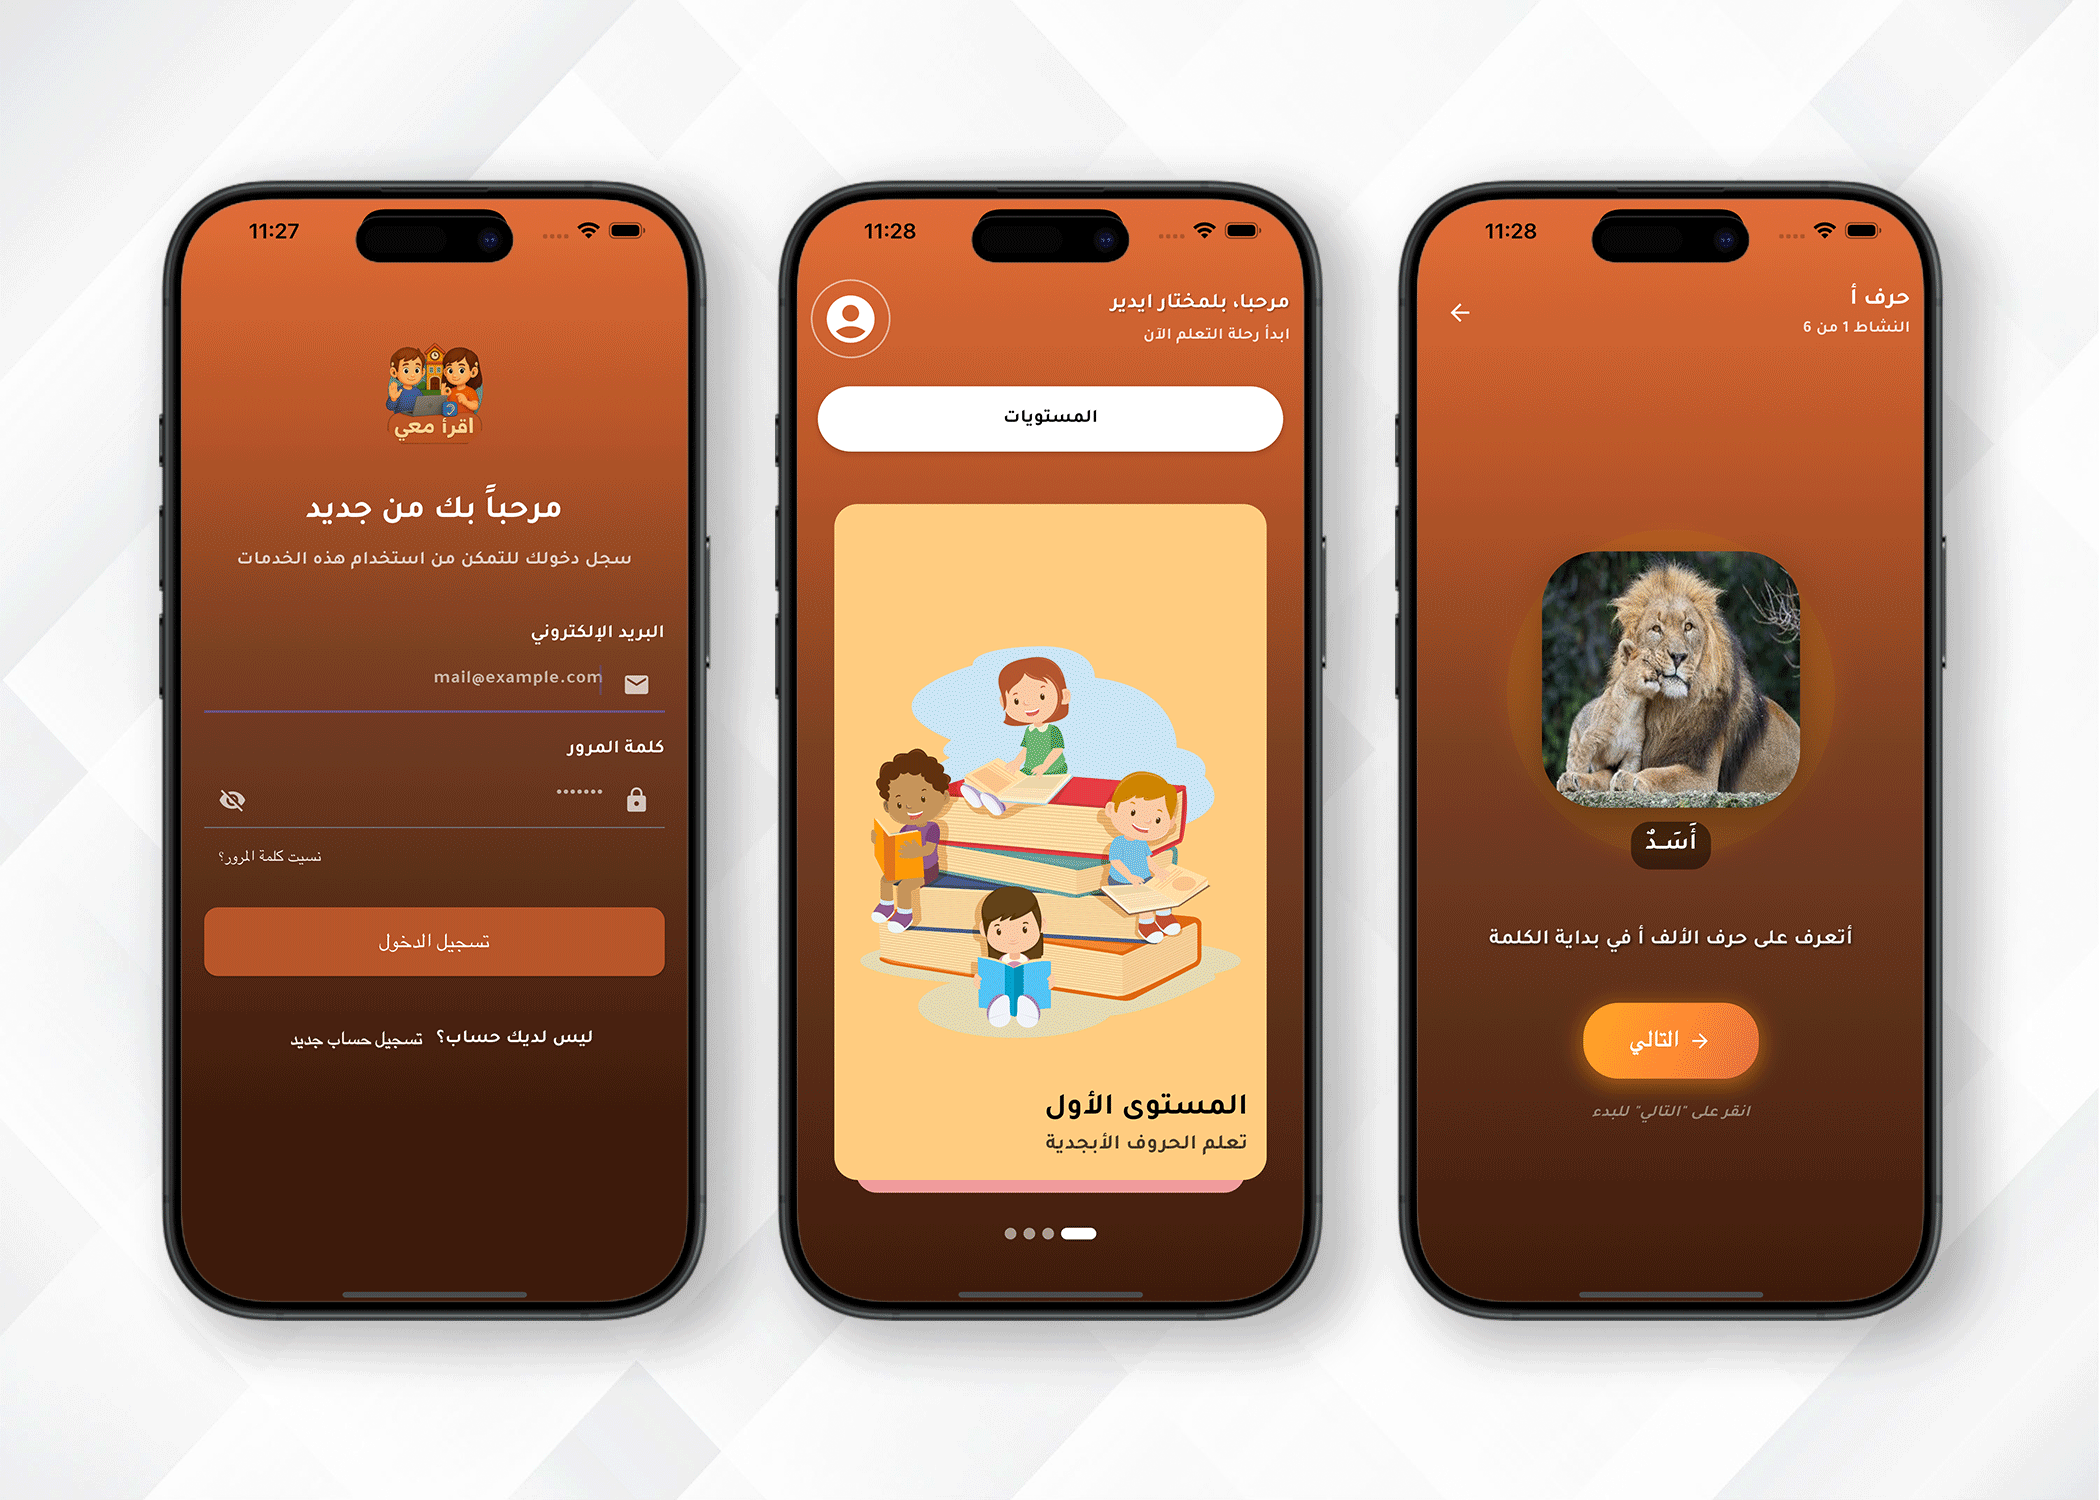 11:27
اقرأ معي
مرحباً بك من جديد
سجل دخولك للتمكن من استخدام هذه الخدمات
البريد الإلكتروني
mail@example.com
كلمة المرور
•••••••
نسيت كلمة المرور؟
تسجيل الدخول
ليس لديك حساب؟ تسجيل حساب جديد
11:28
مرحبا، بلمختار ايدير
ابدأ رحلة التعلم الآن
المستويات
المستوى الأول
تعلم الحروف الأبجدية
11:28
حرف أ
النشاط 1 من 6
أَسَـدٌ
أتعرف على حرف الألف أ في بداية الكلمة
التالي
انقر على "التالي" للبدء